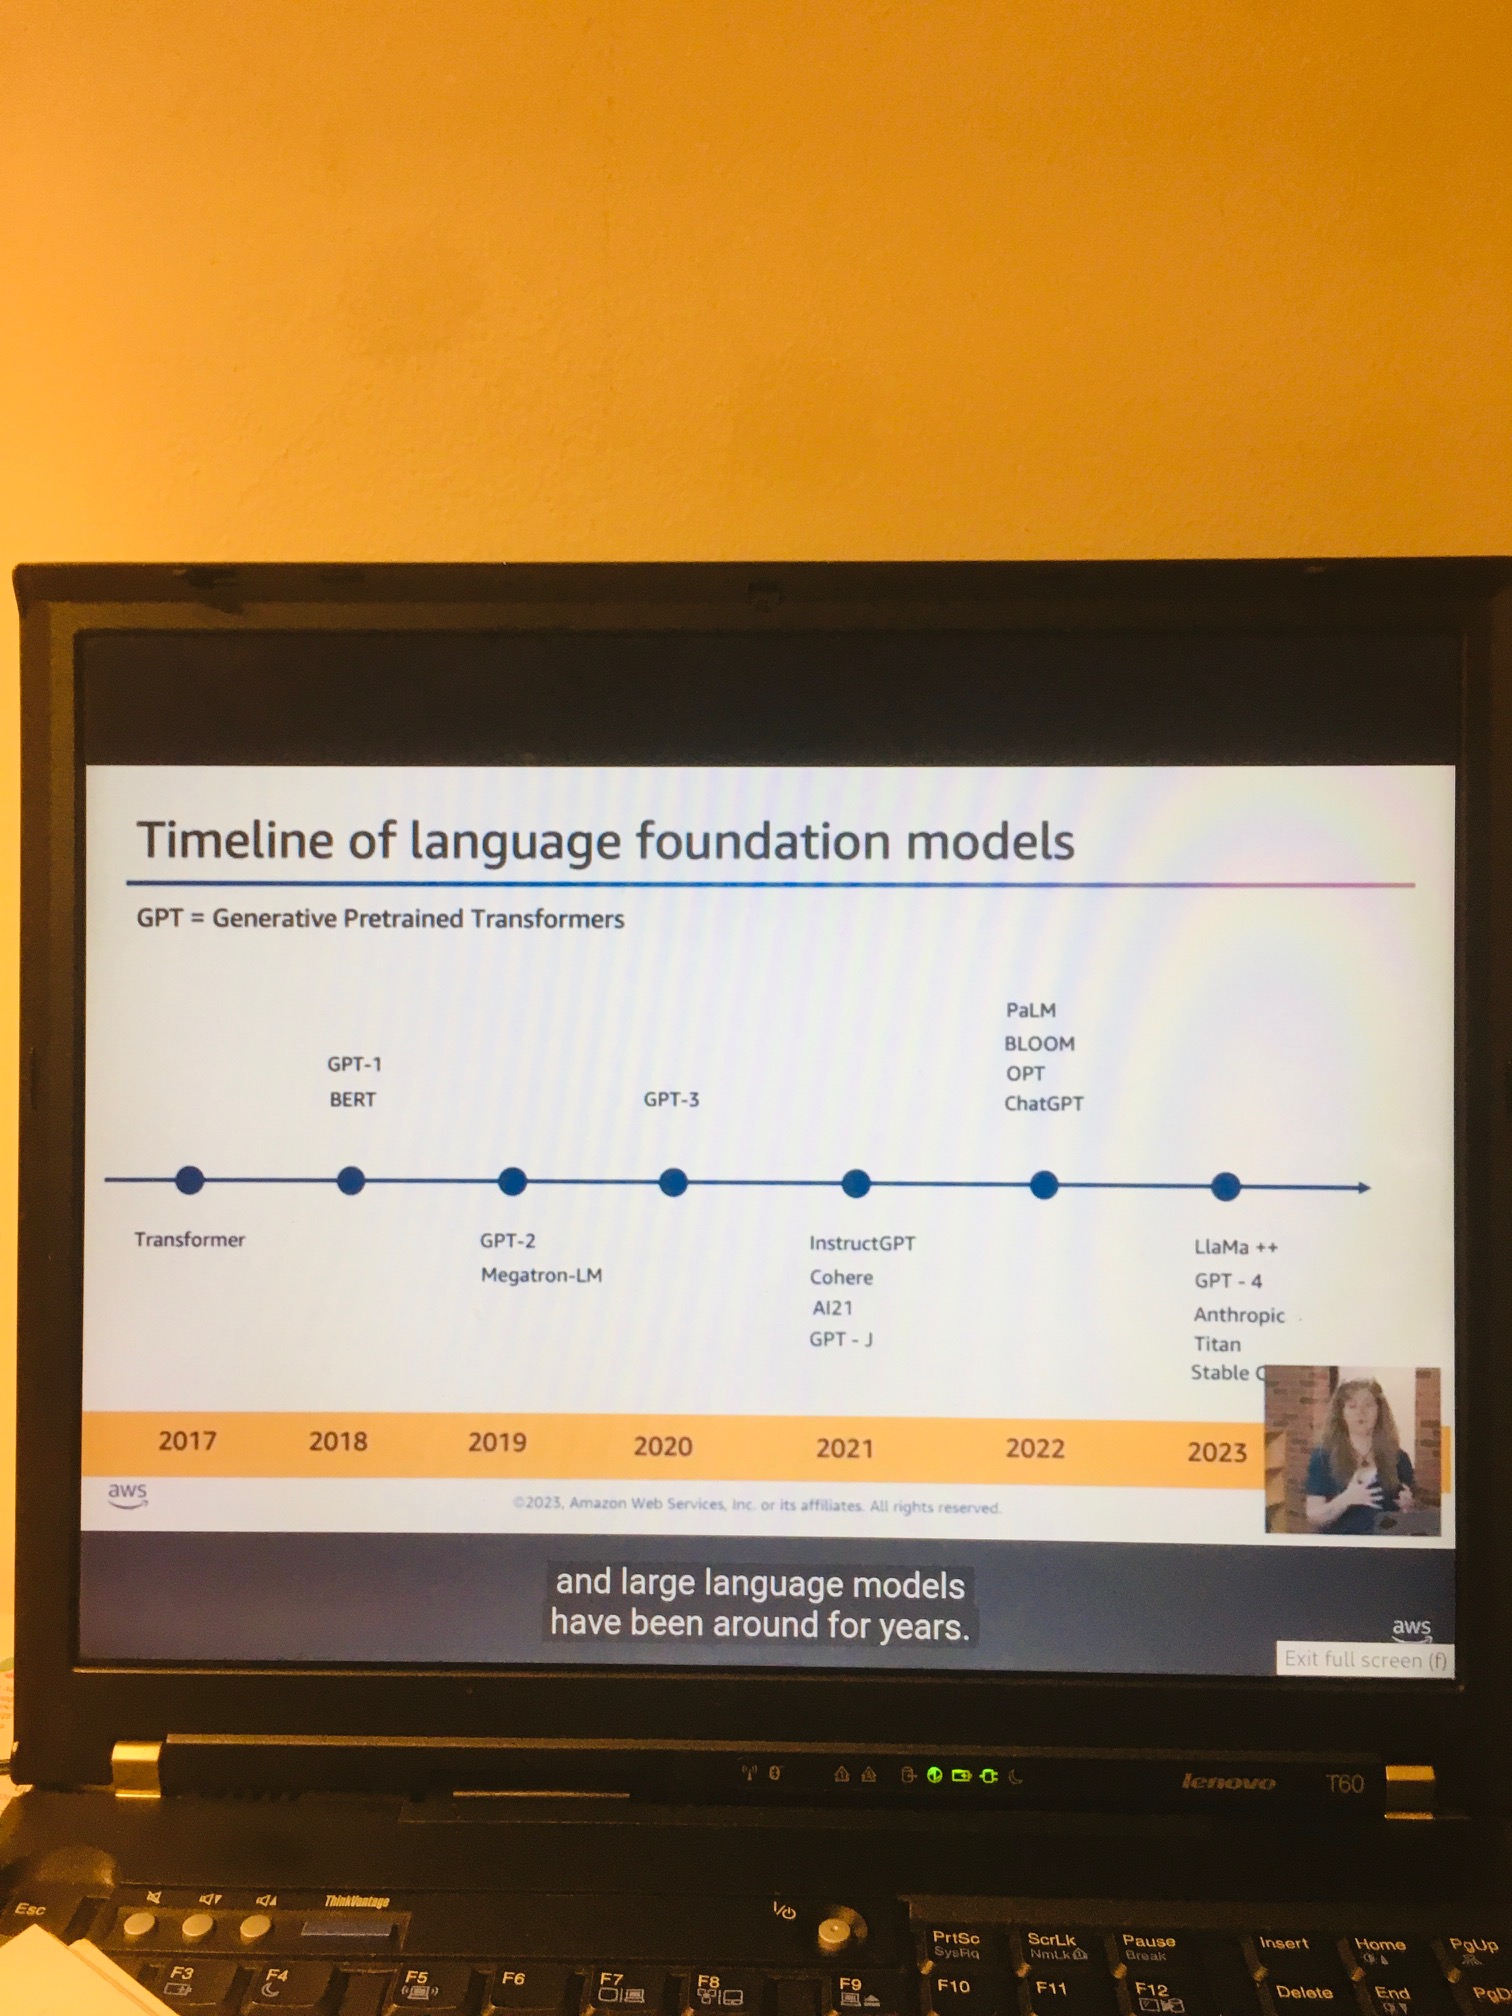 Timeline of language foundation models
GPT = Generative Pretrained Transformers
PaLM
BLOOM
OPT
ChatGPT
GPT-1
BERT
GPT-3
Transformer
GPT-2
Megatron-LM
InstructGPT
Cohere
AI21
GPT - J
LlaMa ++
GPT - 4
Anthropic
Titan
Stable
2017 2018 2019 2020 2021 2022 2023
aws
©2023, Amazon Web Services, Inc. or its affiliates. All rights reserved.
and large language models
have been around for years.
aws
Exit full screen (f)
lenovo T60
Esc
ThinkVantage
PrtSc
SysRq
ScrLk
NmLk
Pause
Break
Insert
Home
PgUp
F3 F4 F5 F6 F7 F8 F9 F10 F11 F12
Delete
End